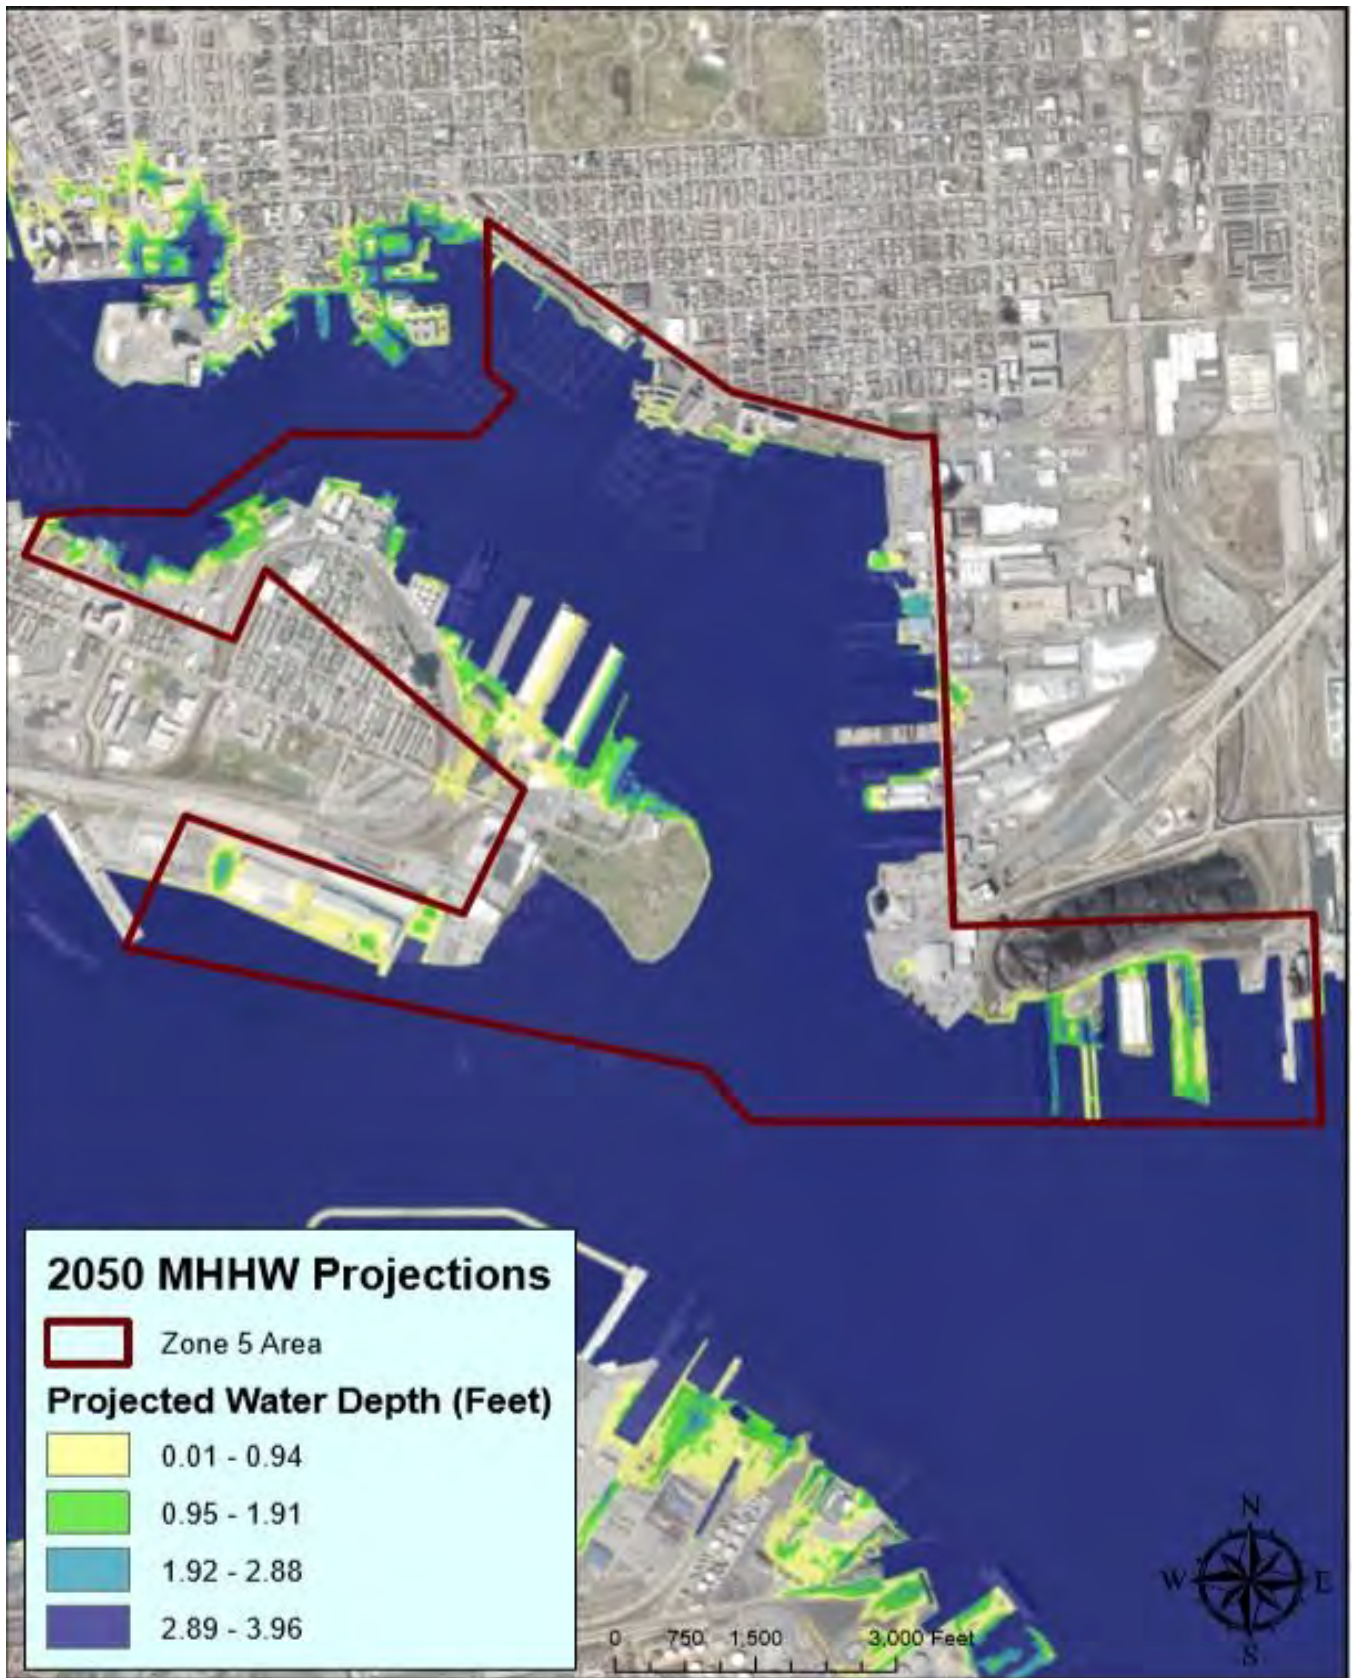 2050 MHHW Projections
Zone 5 Area
Projected Water Depth (Feet)
0.01 - 0.94
0.95 - 1.91
1.92 - 2.88
2.89 - 3.96
N
W E
S
0 750 1,500 3,000 Feet